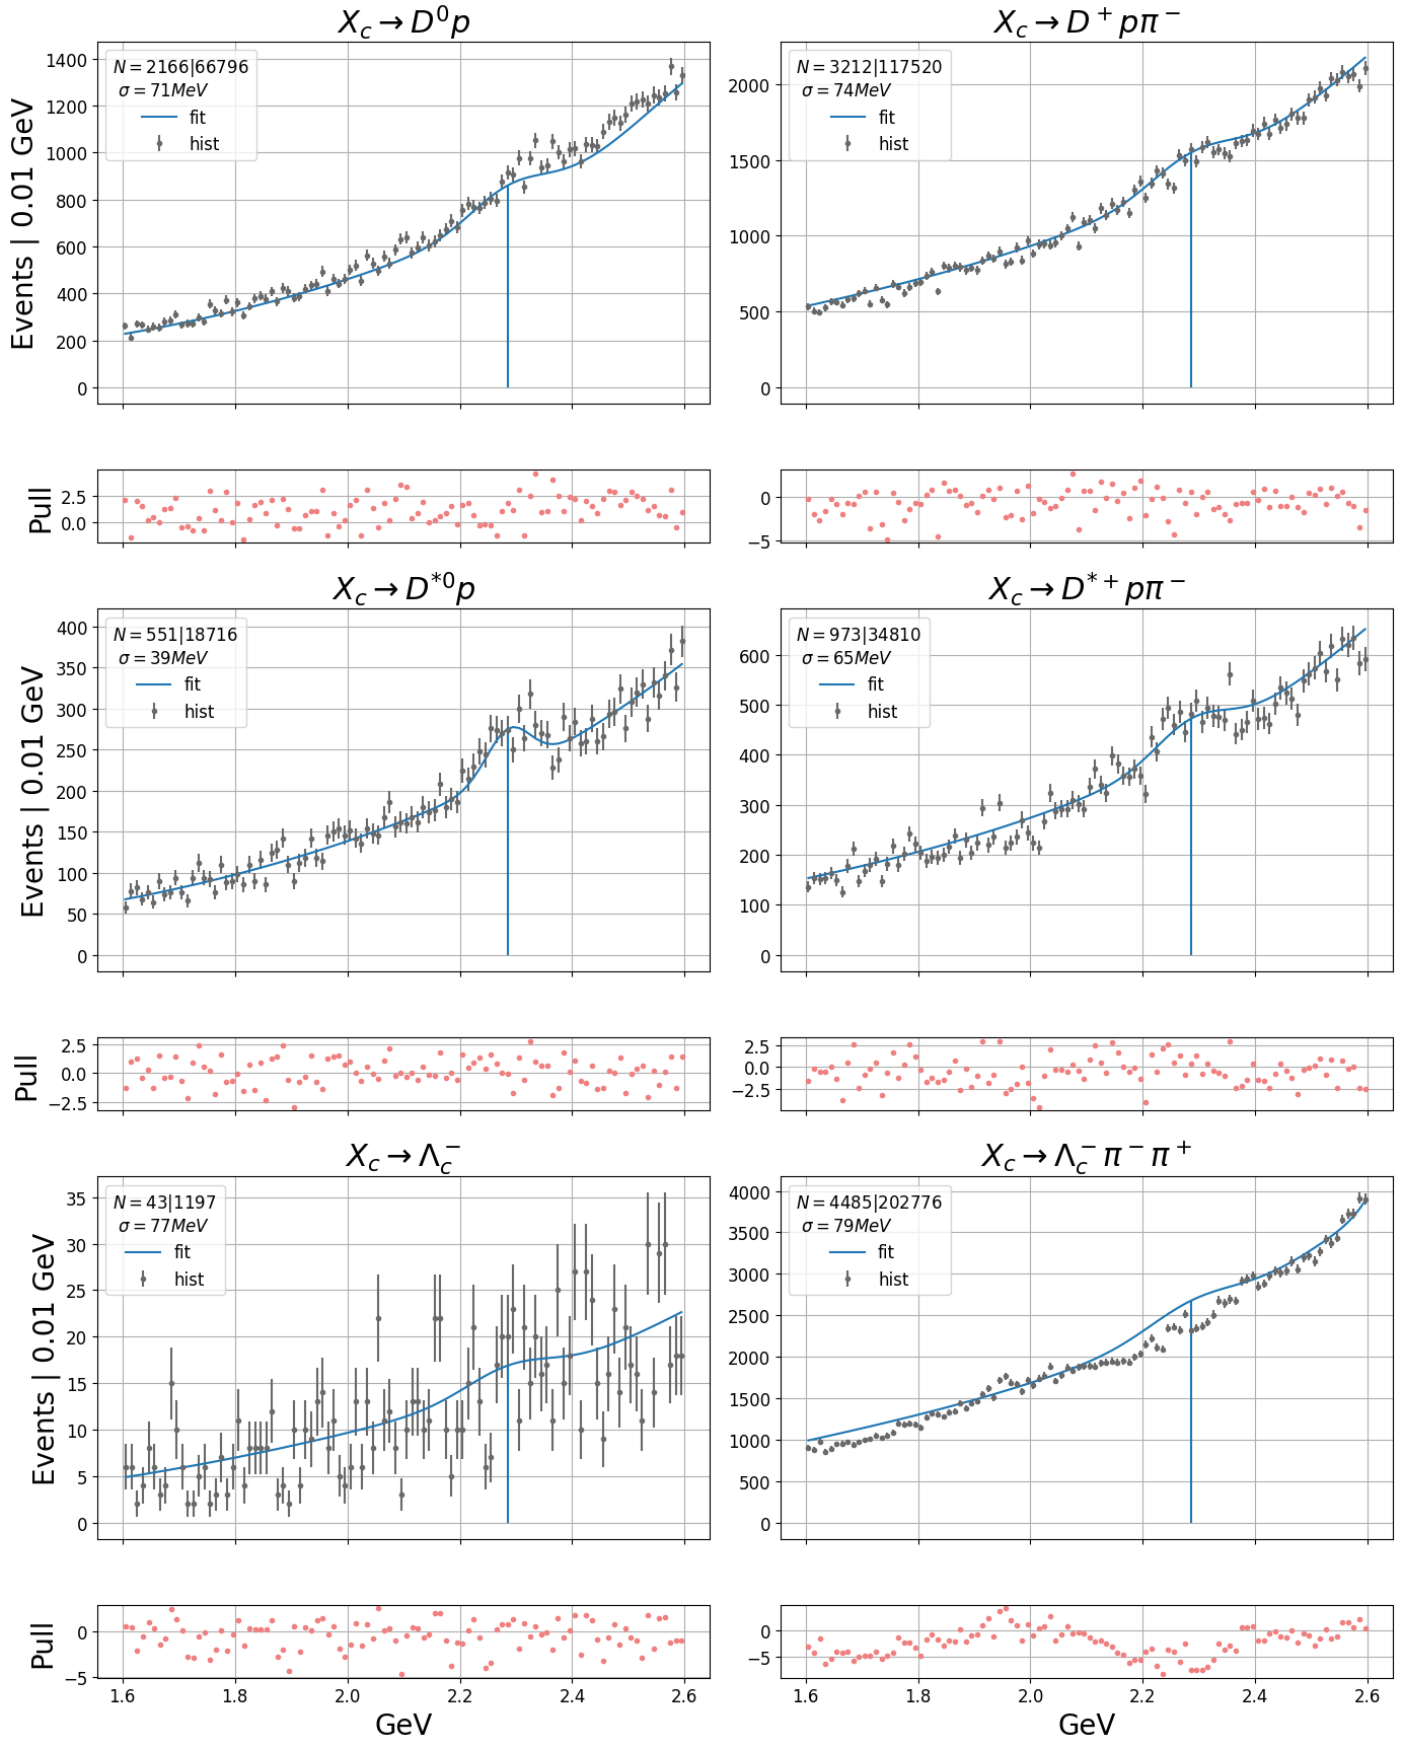 X_c → D^0 p
N = 2166|66796
σ = 71MeV
fit
hist
Events | 0.01 GeV
1400
1200
1000
800
600
400
200
0
Pull
2.5
0.0
X_c → D^+ pπ^−
N = 3212|117520
σ = 74MeV
fit
hist
2000
1500
1000
500
0
0
−5
X_c → D^{*0} p
N = 551|18716
σ = 39MeV
fit
hist
Events | 0.01 GeV
400
350
300
250
200
150
100
50
0
Pull
2.5
0.0
−2.5
X_c → D^{*+} pπ^−
N = 973|34810
σ = 65MeV
fit
hist
600
500
400
300
200
100
0
2.5
0.0
−2.5
X_c → Λ_c^−
N = 43|1197
σ = 77MeV
fit
hist
Events | 0.01 GeV
35
30
25
20
15
10
5
0
Pull
0
−5
1.6 1.8 2.0 2.2 2.4 2.6
GeV
X_c → Λ_c^− π^− π^+
N = 4485|202776
σ = 79MeV
fit
hist
4000
3500
3000
2500
2000
1500
1000
500
0
0
−5
1.6 1.8 2.0 2.2 2.4 2.6
GeV